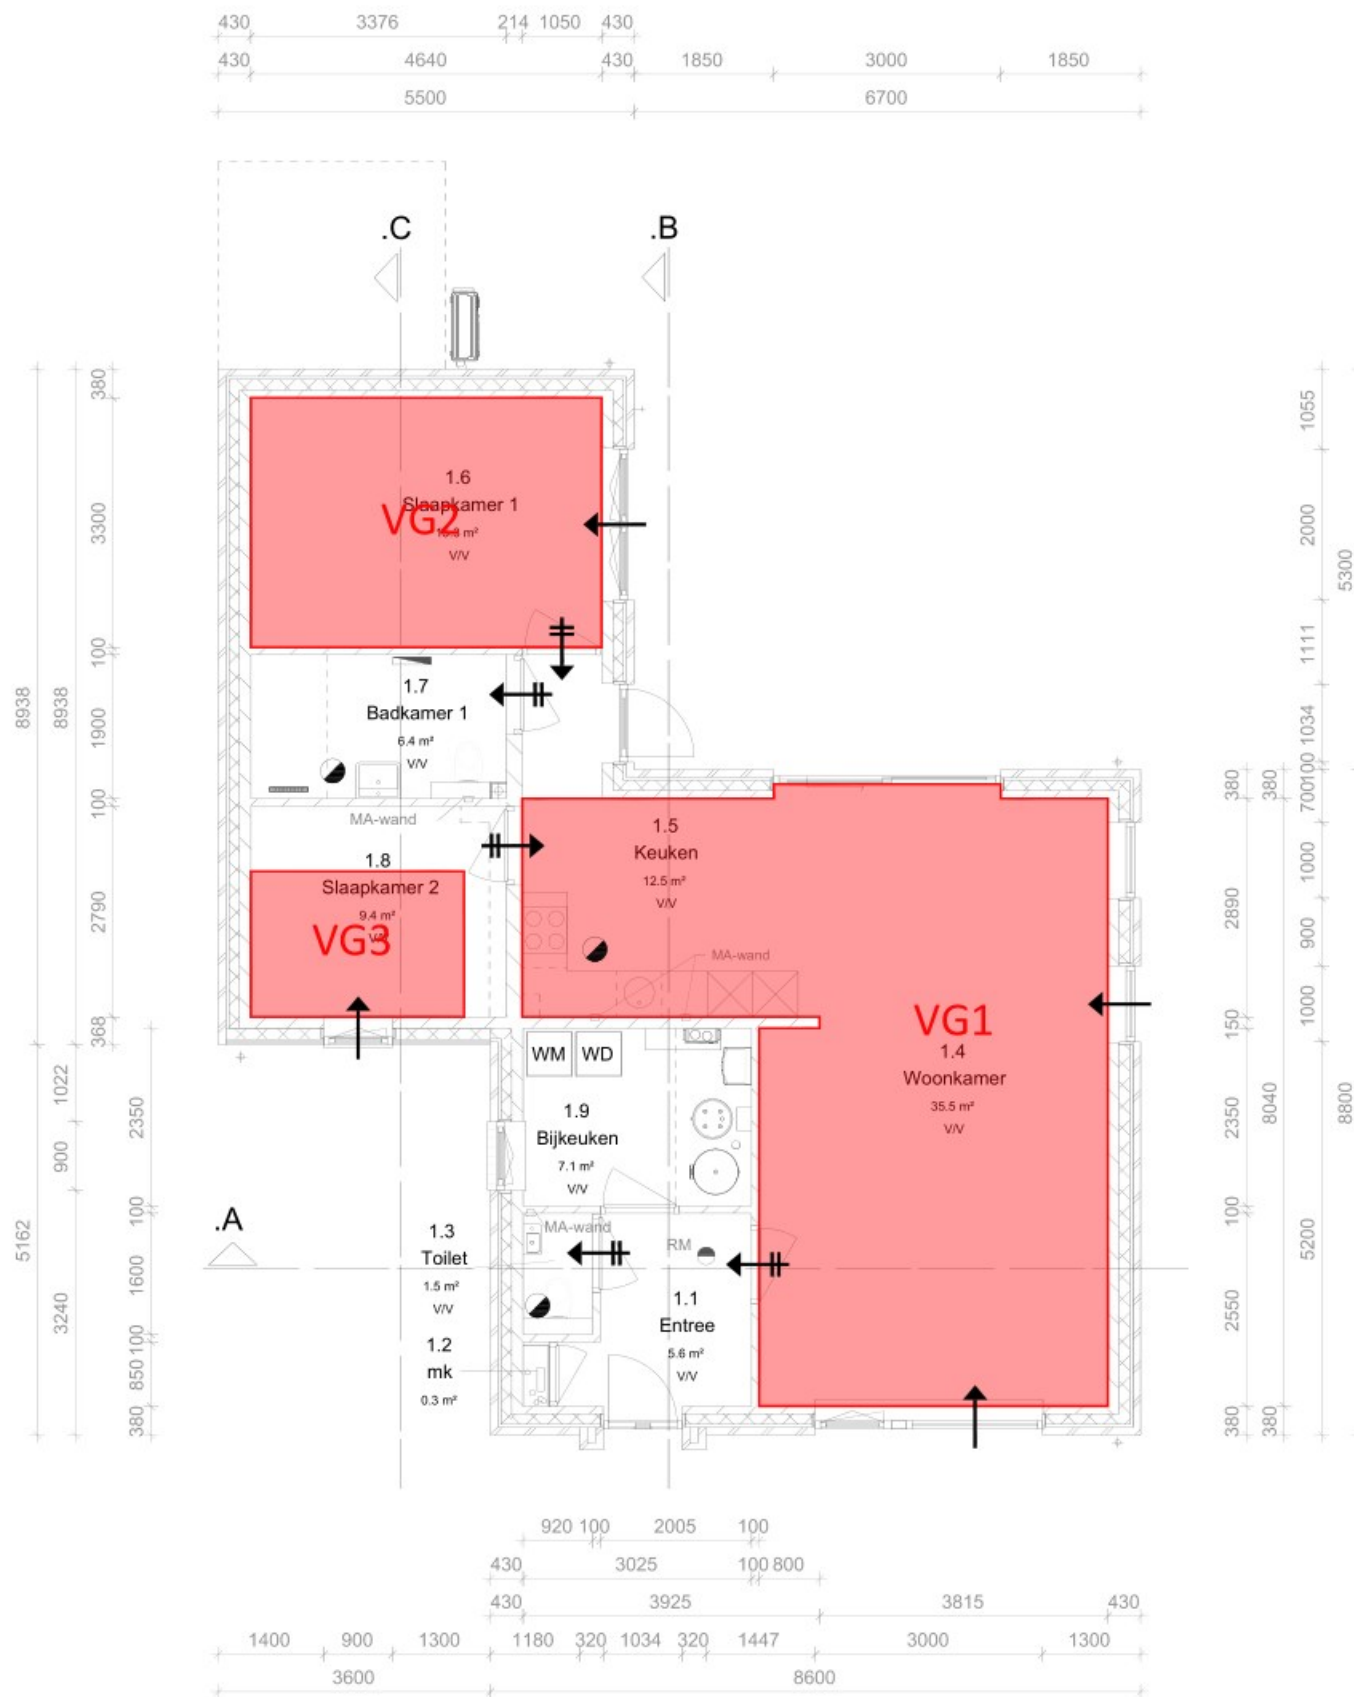 430 3376 214 1050 430
430 4640 430 1850 3000 1850
5500 6700
.C .B
380
3300
100
1900
100
2790
368
8938
8938
1022
900
3240
5162
2350
100
1600
100
850
380
1055
2000
1111
1034
100
700
5300
380
380
2890
150
2350
8040
100
2550
380
380
1000
900
1000
5200
8800
1.6
Slaapkamer 1
VG2
V/V
1.7
Badkamer 1
6.4 m²
V/V
MA-wand
1.8
Slaapkamer 2
9.4 m²
VG3
1.5
Keuken
12.5 m²
V/V
MA-wand
VG1
1.4
Woonkamer
35.5 m²
V/V
WM WD
1.9
Bijkeuken
7.1 m²
V/V
.A
MA-wand
RM
1.3
Toilet
1.5 m²
V/V
1.1
Entree
5.6 m²
V/V
1.2
mk
0.3 m²
920 100 2005 100
430 3025 100 800
430 3925 3815 430
1400 900 1300 1180 320 1034 320 1447 3000 1300
3600 8600